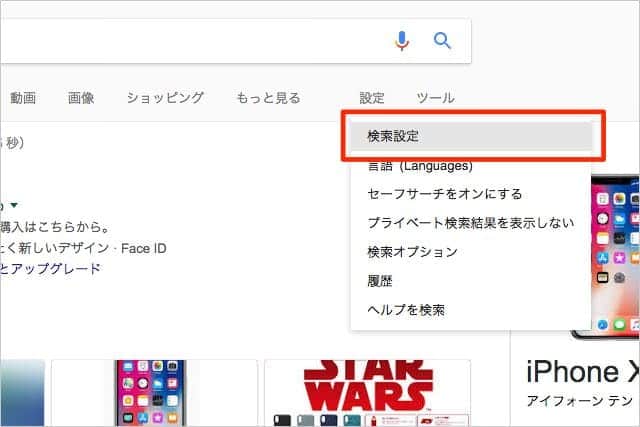 動画 画像 ショッピング もっと見る 設定 ツール
秒）
検索設定
言語 (Languages)
セーフサーチをオンにする
プライベート検索結果を表示しない
検索オプション
履歴
ヘルプを検索
購入はこちらから。
新しいデザイン · Face ID
とアップグレード
STAR
WARS
iPhone X
アイフォーン テン